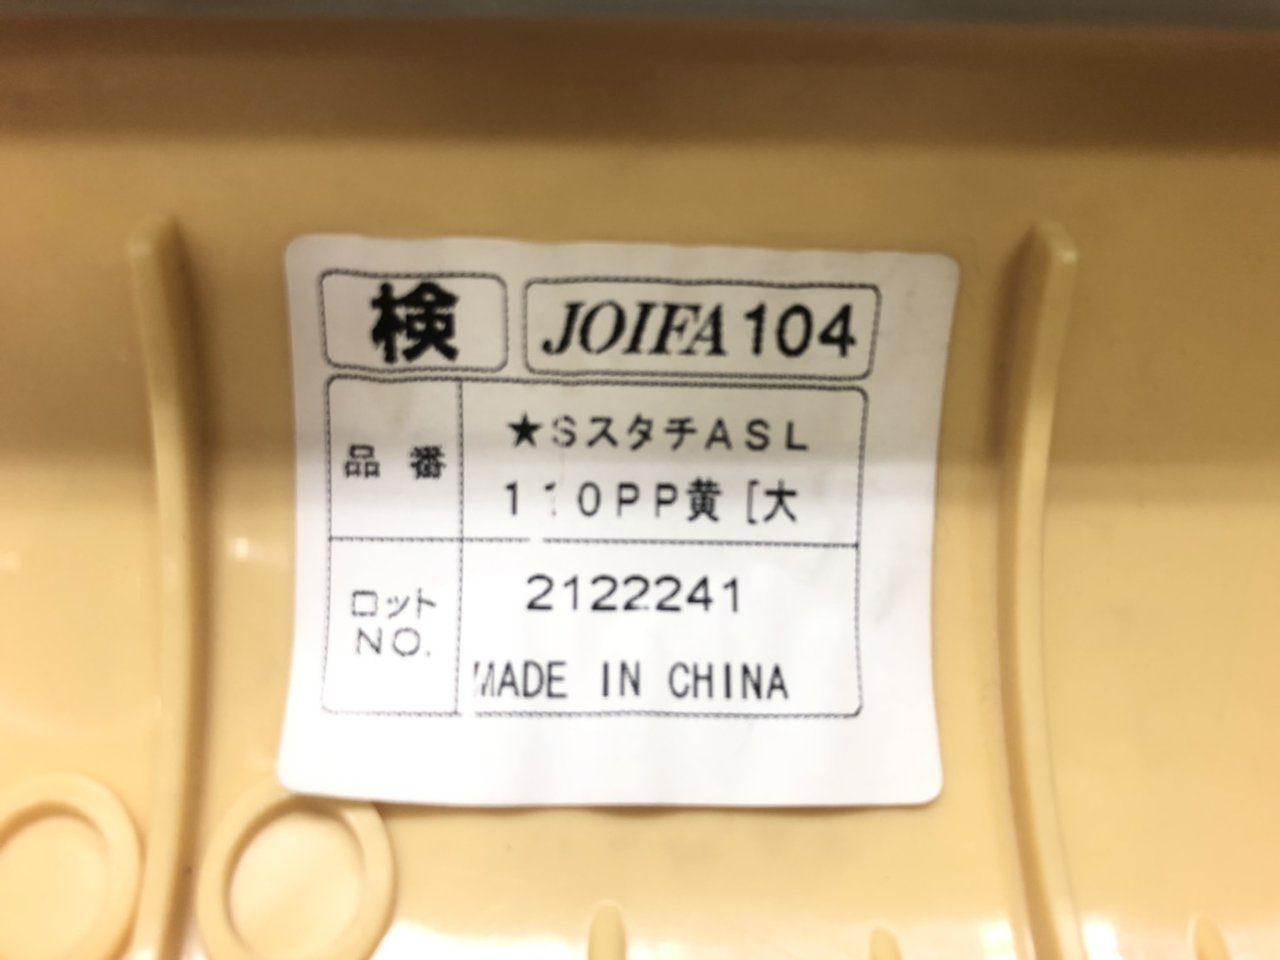 検 JOIFA 104
品番 ★SスタチASL
110PP黄[大
ロット 2122241
NO.
MADE IN CHINA